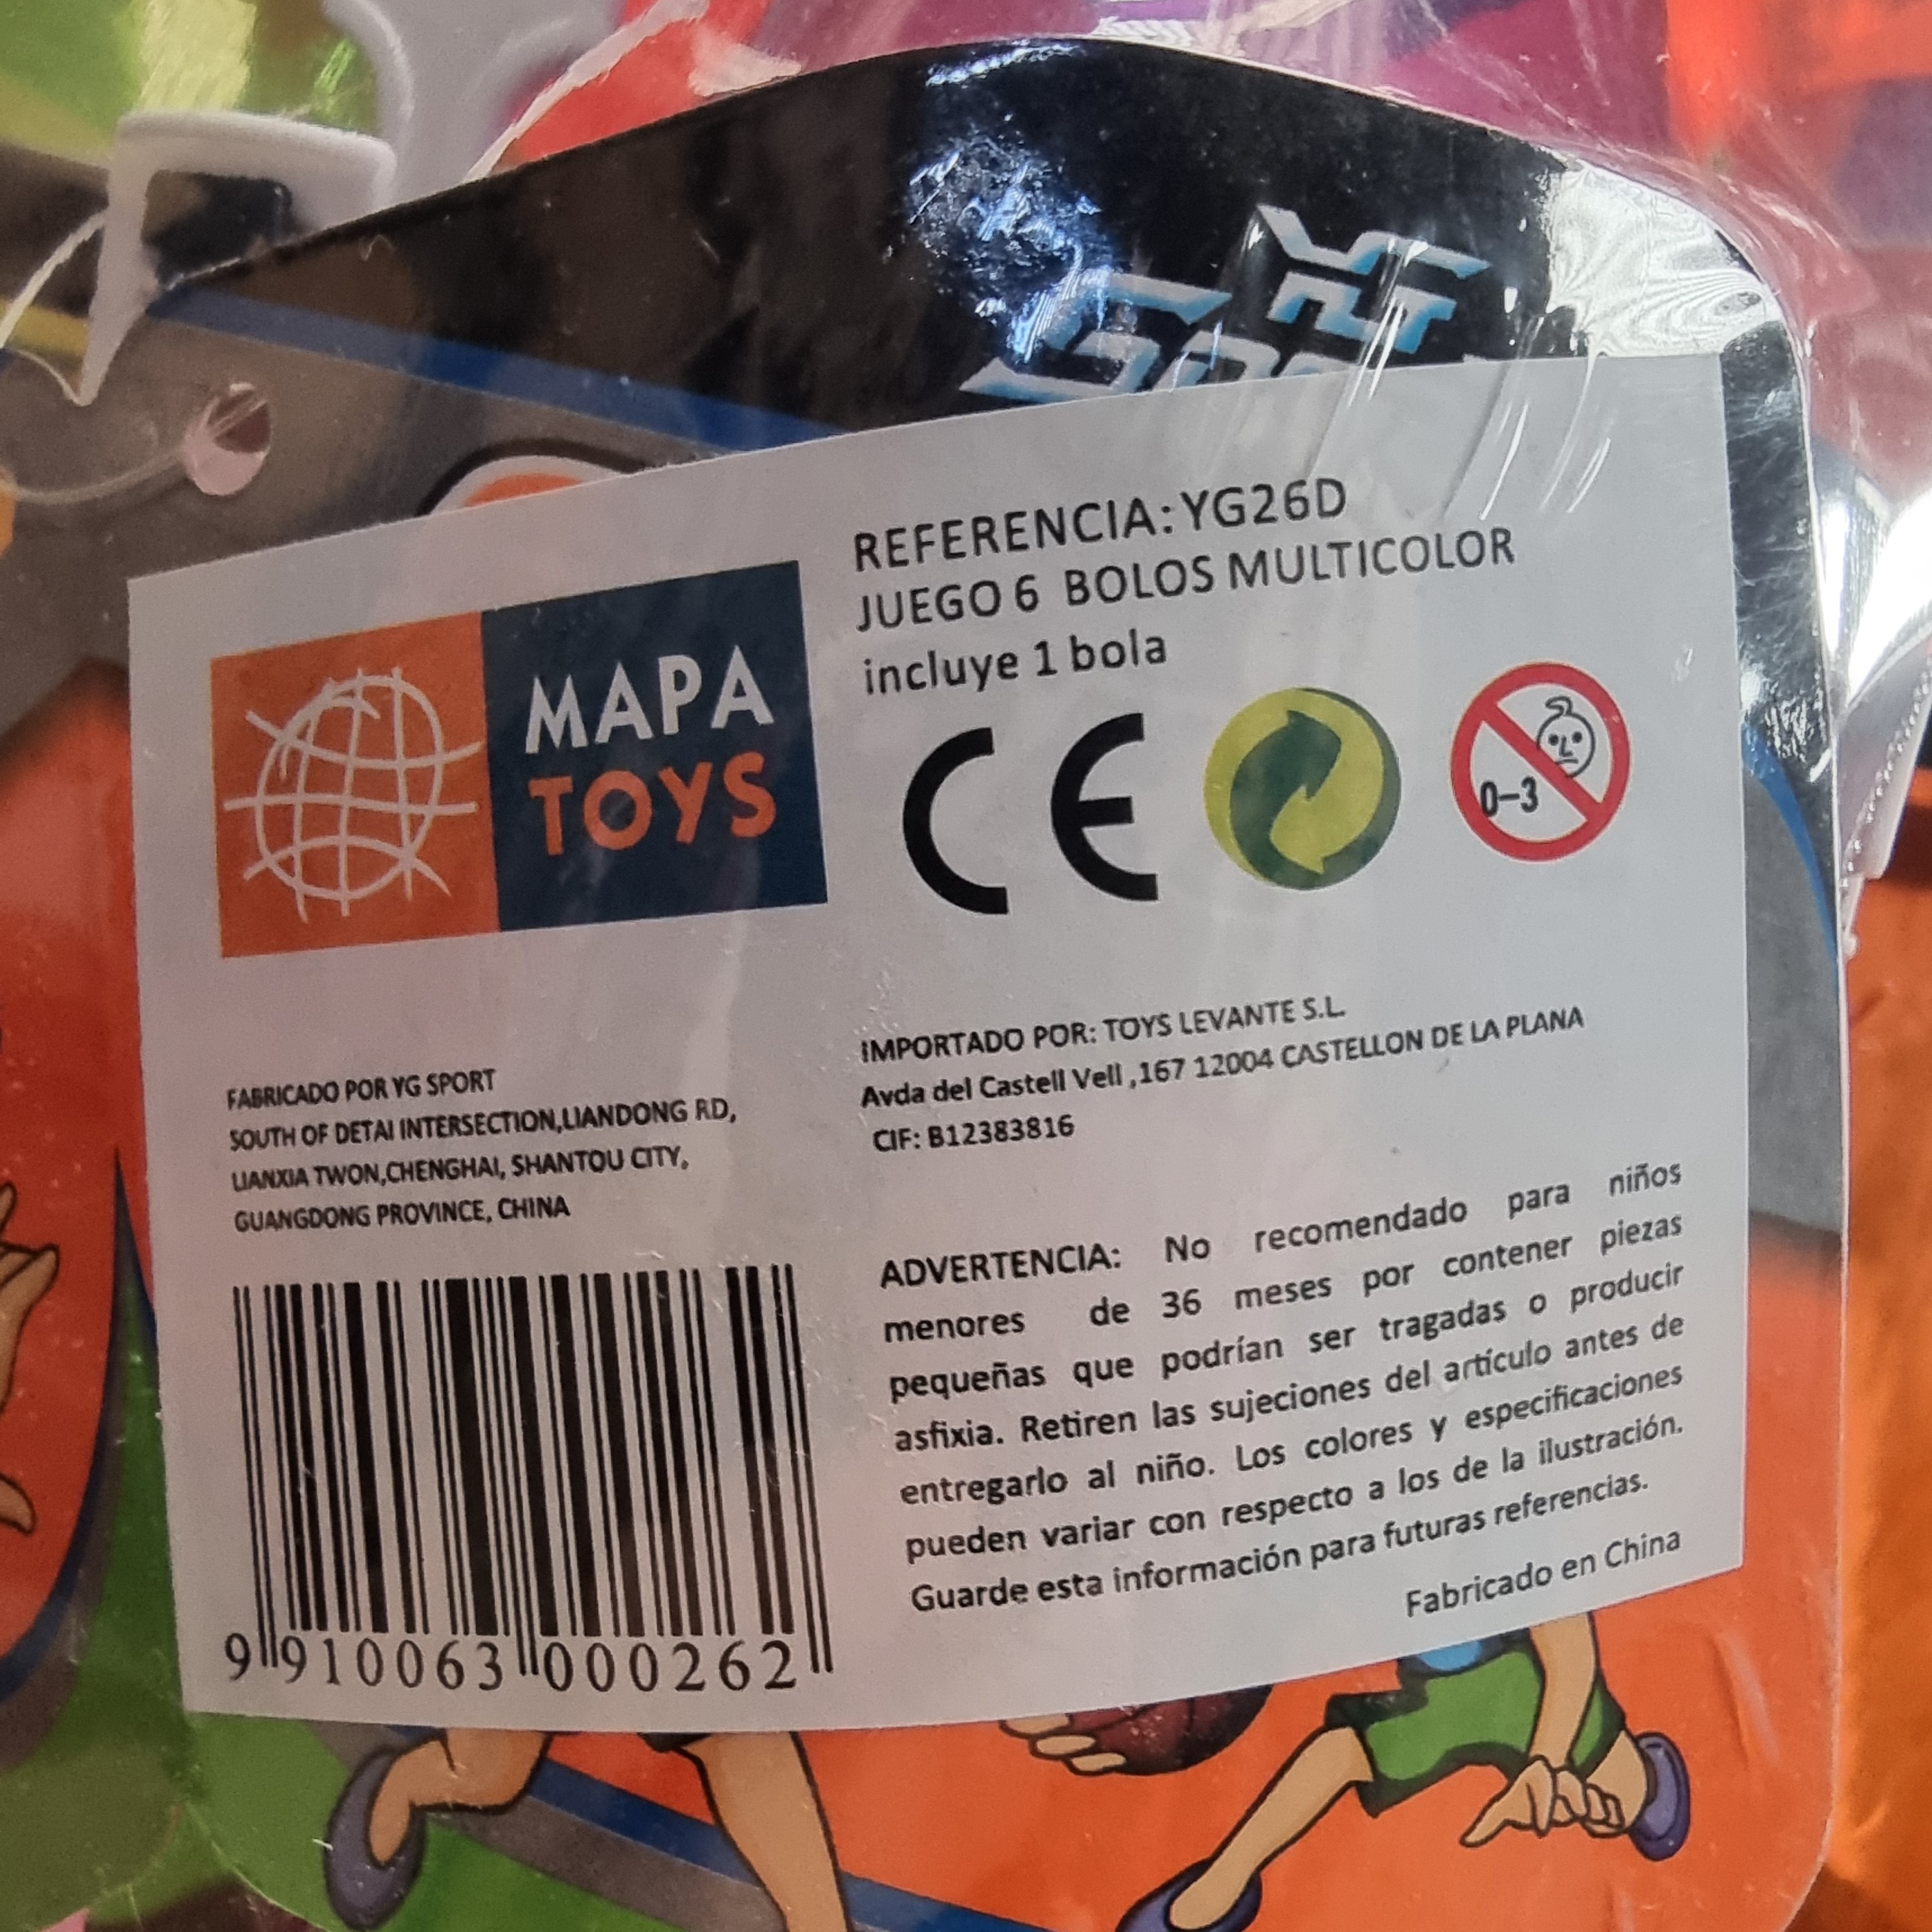 YG
REFERENCIA: YG26D
JUEGO 6 BOLOS MULTICOLOR
incluye 1 bola
MAPA
TOYS
CE
0-3
FABRICADO POR YG SPORT
SOUTH OF DETAI INTERSECTION,LIANDONG RD,
LIANXIA TWON,CHENGHAI, SHANTOU CITY,
GUANGDONG PROVINCE, CHINA
IMPORTADO POR: TOYS LEVANTE S.L.
Avda del Castell Vell ,167 12004 CASTELLON DE LA PLANA
CIF: B12383816
ADVERTENCIA: No recomendado para niños
menores de 36 meses por contener piezas
pequeñas que podrían ser tragadas o producir
asfixia. Retiren las sujeciones del artículo antes de
entregarlo al niño. Los colores y especificaciones
pueden variar con respecto a los de la ilustración.
Guarde esta información para futuras referencias.
Fabricado en China
9 910063 000262